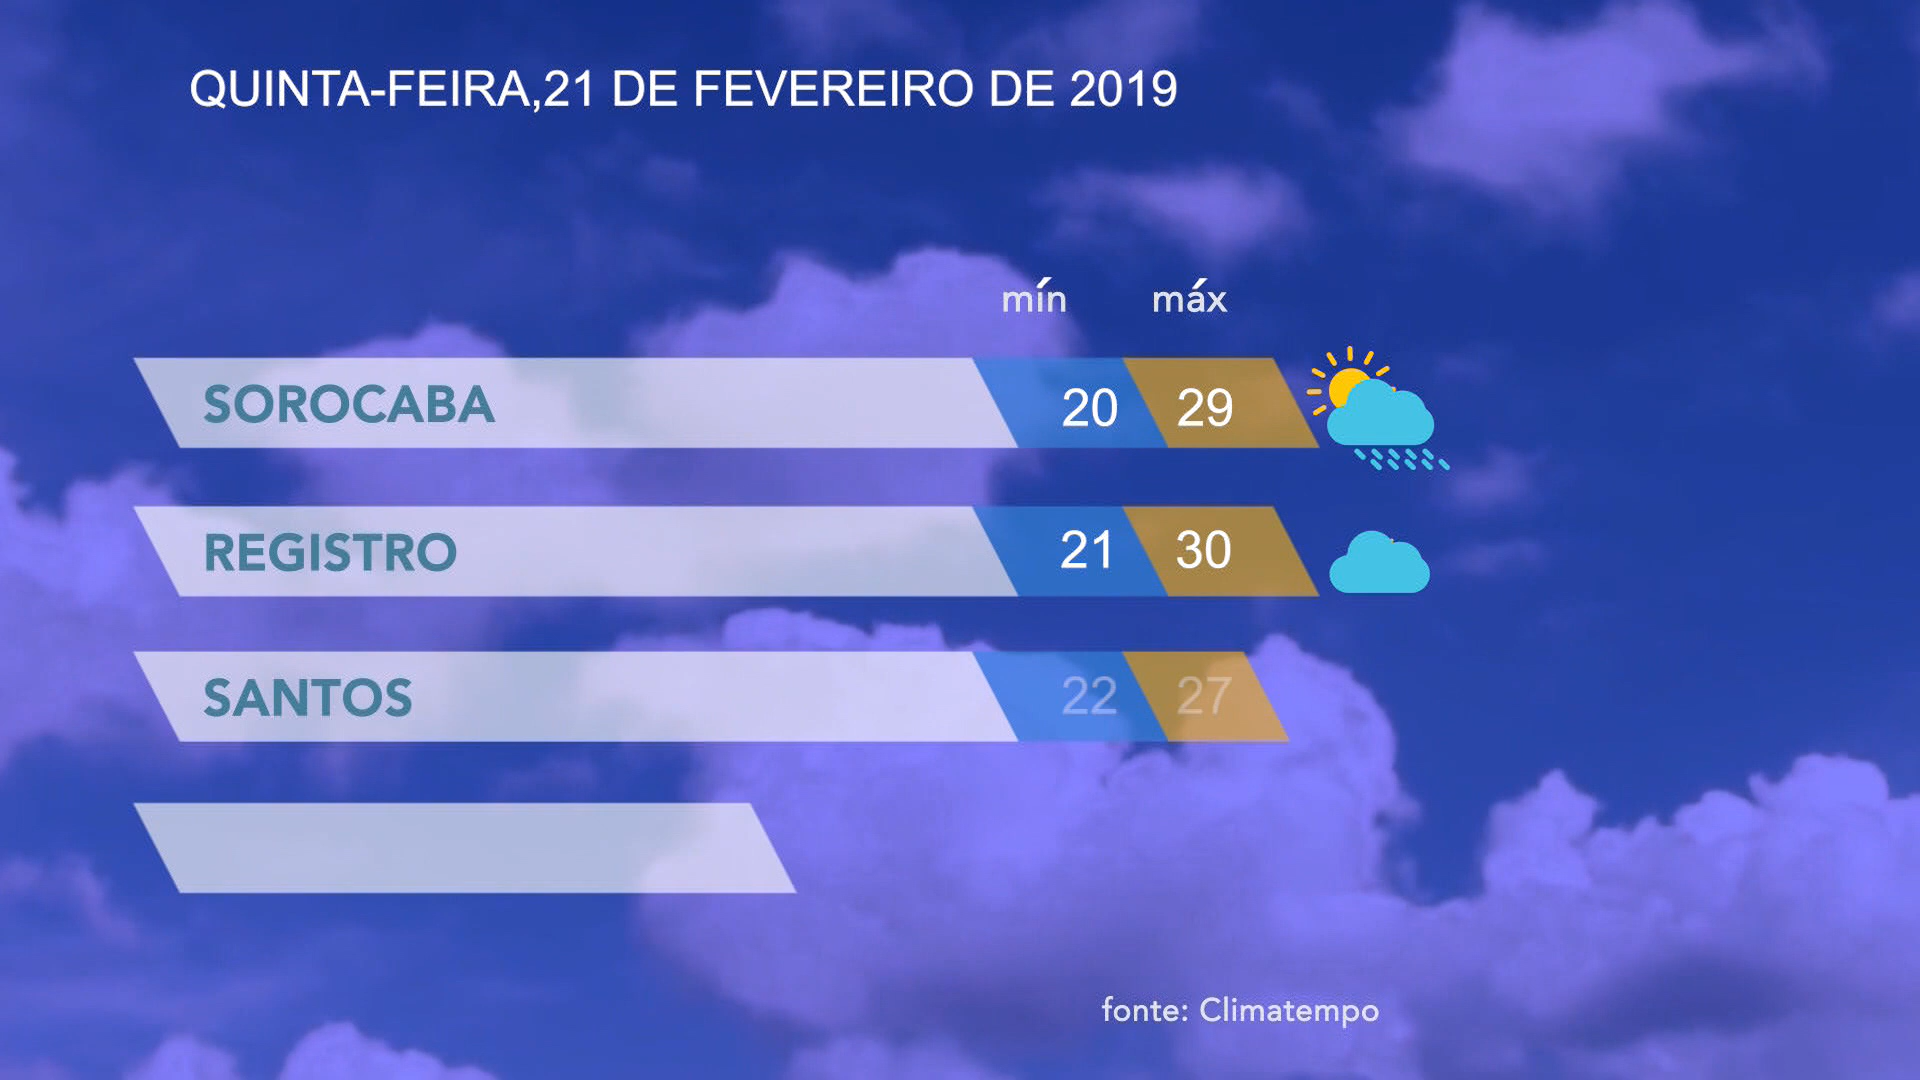 QUINTA-FEIRA,21 DE FEVEREIRO DE 2019
mín máx
SOROCABA 20 29
REGISTRO 21 30
SANTOS 22 27
fonte: Climatempo